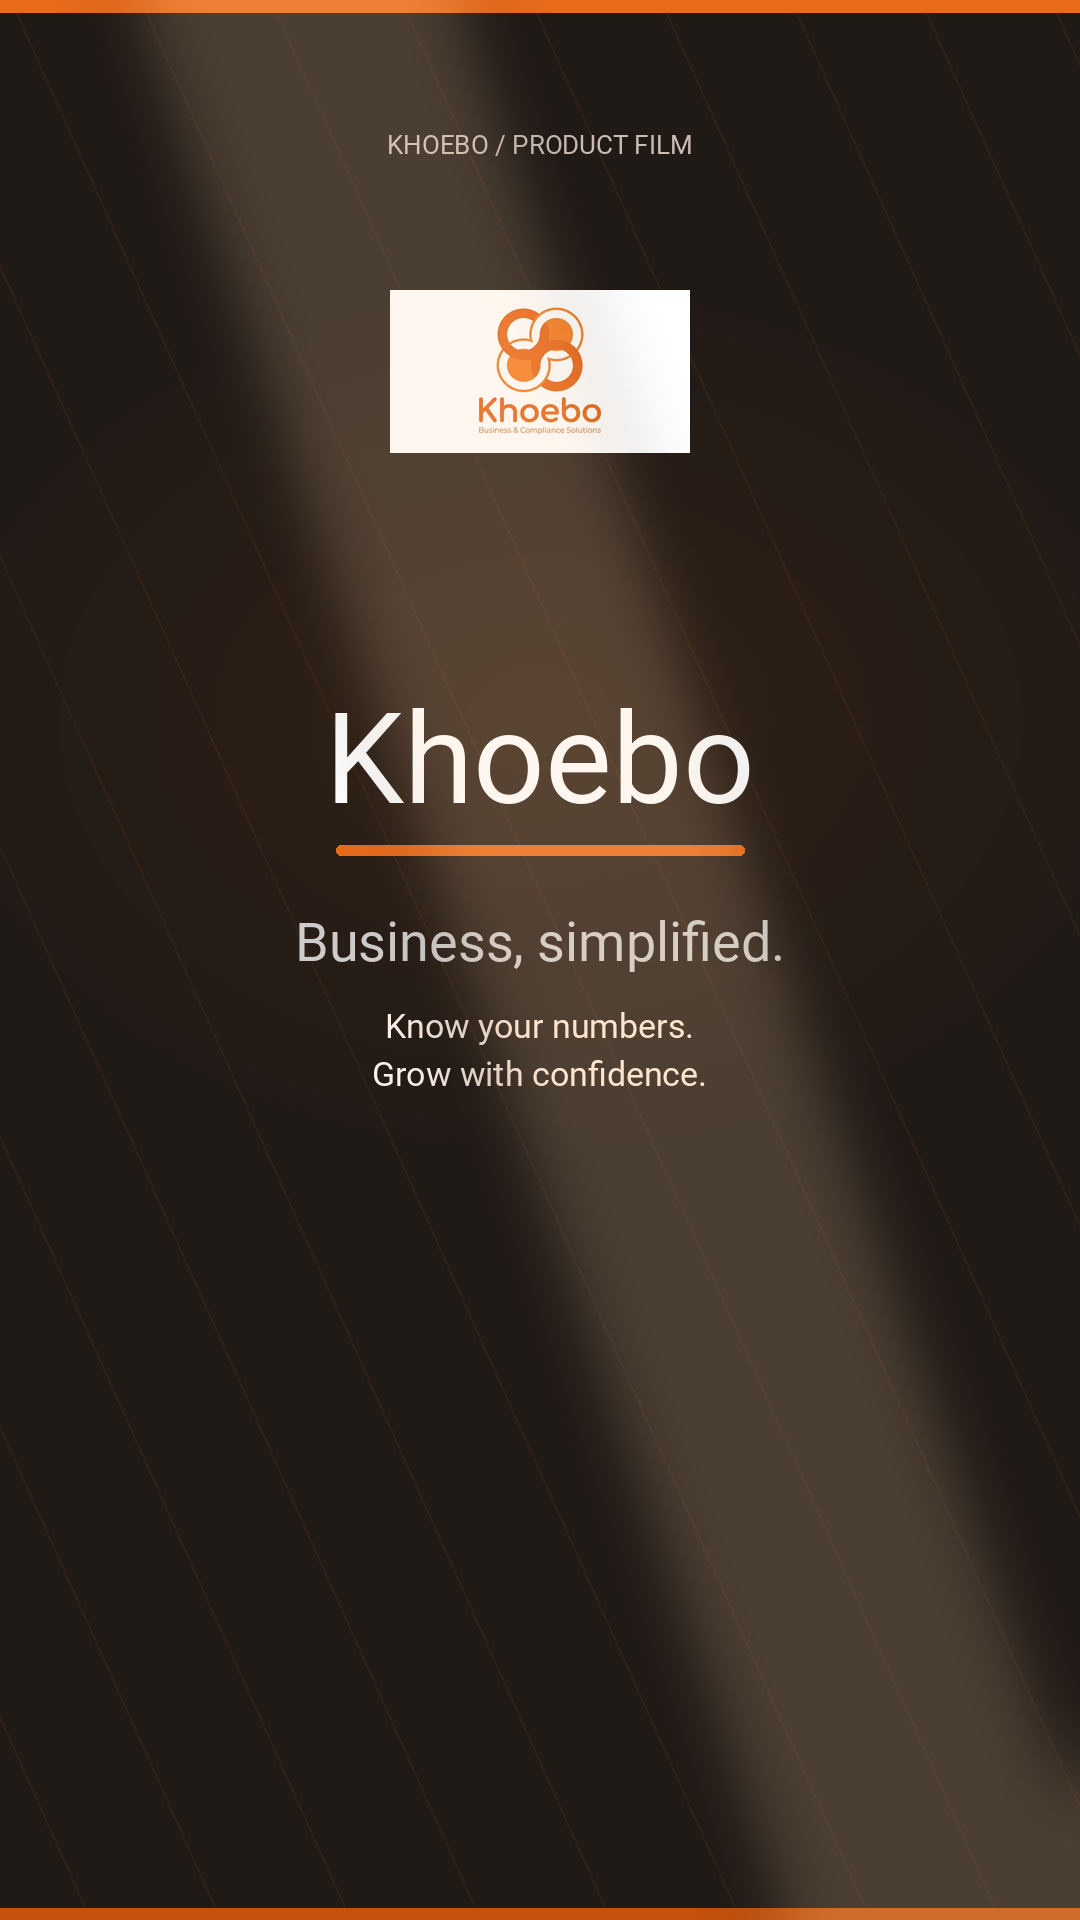 KHOEBO / PRODUCT FILM
Khoebo
Business & Compliance Solutions
Khoebo
Business, simplified.
Know your numbers.
Grow with confidence.